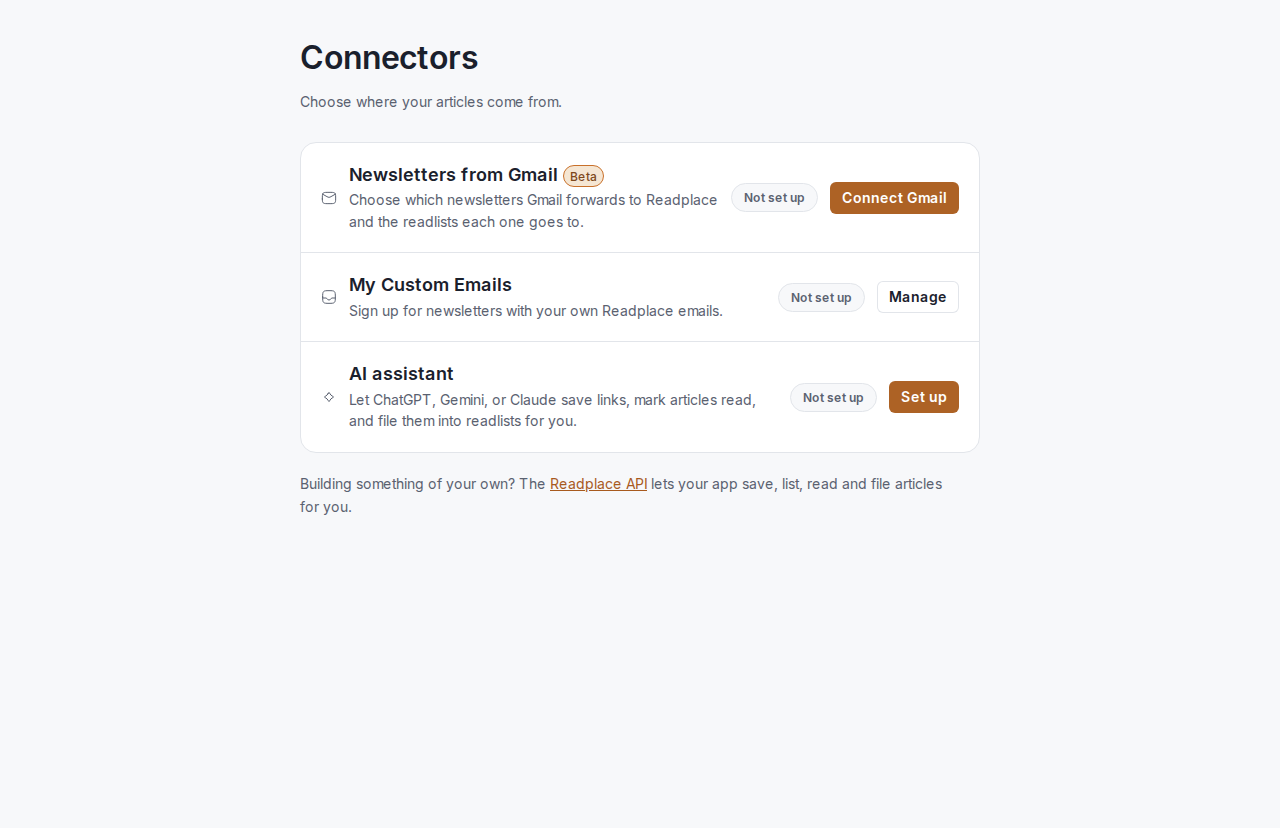 Connectors
Choose where your articles come from.
Newsletters from Gmail Beta
Choose which newsletters Gmail forwards to Readplace
and the readlists each one goes to.
Not set up
Connect Gmail
My Custom Emails
Sign up for newsletters with your own Readplace emails.
Not set up
Manage
AI assistant
Let ChatGPT, Gemini, or Claude save links, mark articles read,
and file them into readlists for you.
Not set up
Set up
Building something of your own? The Readplace API lets your app save, list, read and file articles
for you.